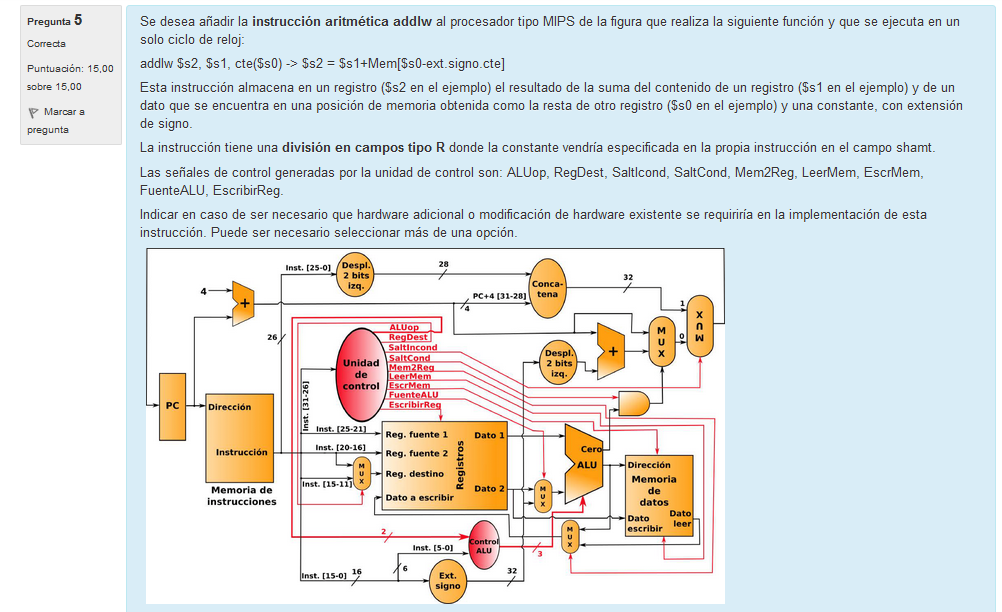 Pregunta 5
Correcta
Puntuación: 15,00
sobre 15,00
Marcar a
pregunta
Se desea añadir la instrucción aritmética addlw al procesador tipo MIPS de la figura que realiza la siguiente función y que se ejecuta en un
solo ciclo de reloj:
addlw $s2, $s1, cte($s0) -> $s2 = $s1+Mem[$s0-ext.signo.cte]
Esta instrucción almacena en un registro ($s2 en el ejemplo) el resultado de la suma del contenido de un registro ($s1 en el ejemplo) y de un
dato que se encuentra en una posición de memoria obtenida como la resta de otro registro ($s0 en el ejemplo) y una constante, con extensión
de signo.
La instrucción tiene una división en campos tipo R donde la constante vendría especificada en la propia instrucción en el campo shamt.
Las señales de control generadas por la unidad de control son: ALUop, RegDest, SaltIcond, SaltCond, Mem2Reg, LeerMem, EscrMem,
FuenteALU, EscribirReg.
Indicar en caso de ser necesario que hardware adicional o modificación de hardware existente se requiriría en la implementación de esta
instrucción. Puede ser necesario seleccionar más de una opción.
Inst. [25-0]
Despl.
2 bits
izq.
28
Conca-
tena
32
4
+
PC+4 [31-28]
4
1
MUX
26
ALUop
RegDest
SaltIncond
SaltCond
Mem2Reg
LeerMem
EscrMem
FuenteALU
EscribirReg
Unidad
de
control
Despl.
2 bits
izq.
+
MUX
0
Inst. [31-26]
PC
Dirección
Instrucción
Memoria de
instrucciones
Inst. [25-21]
Inst. [20-16]
Inst. [15-11]
MUX
Reg. fuente 1
Reg. fuente 2
Reg. destino
Dato a escribir
Registros
Dato 1
Dato 2
MUX
Cero
ALU
Dirección
Memoria
de
datos
Dato
escribir
Dato
leer
MUX
2
Control
ALU
3
Inst. [5-0]
6
Inst. [15-0]
16
Ext.
signo
32